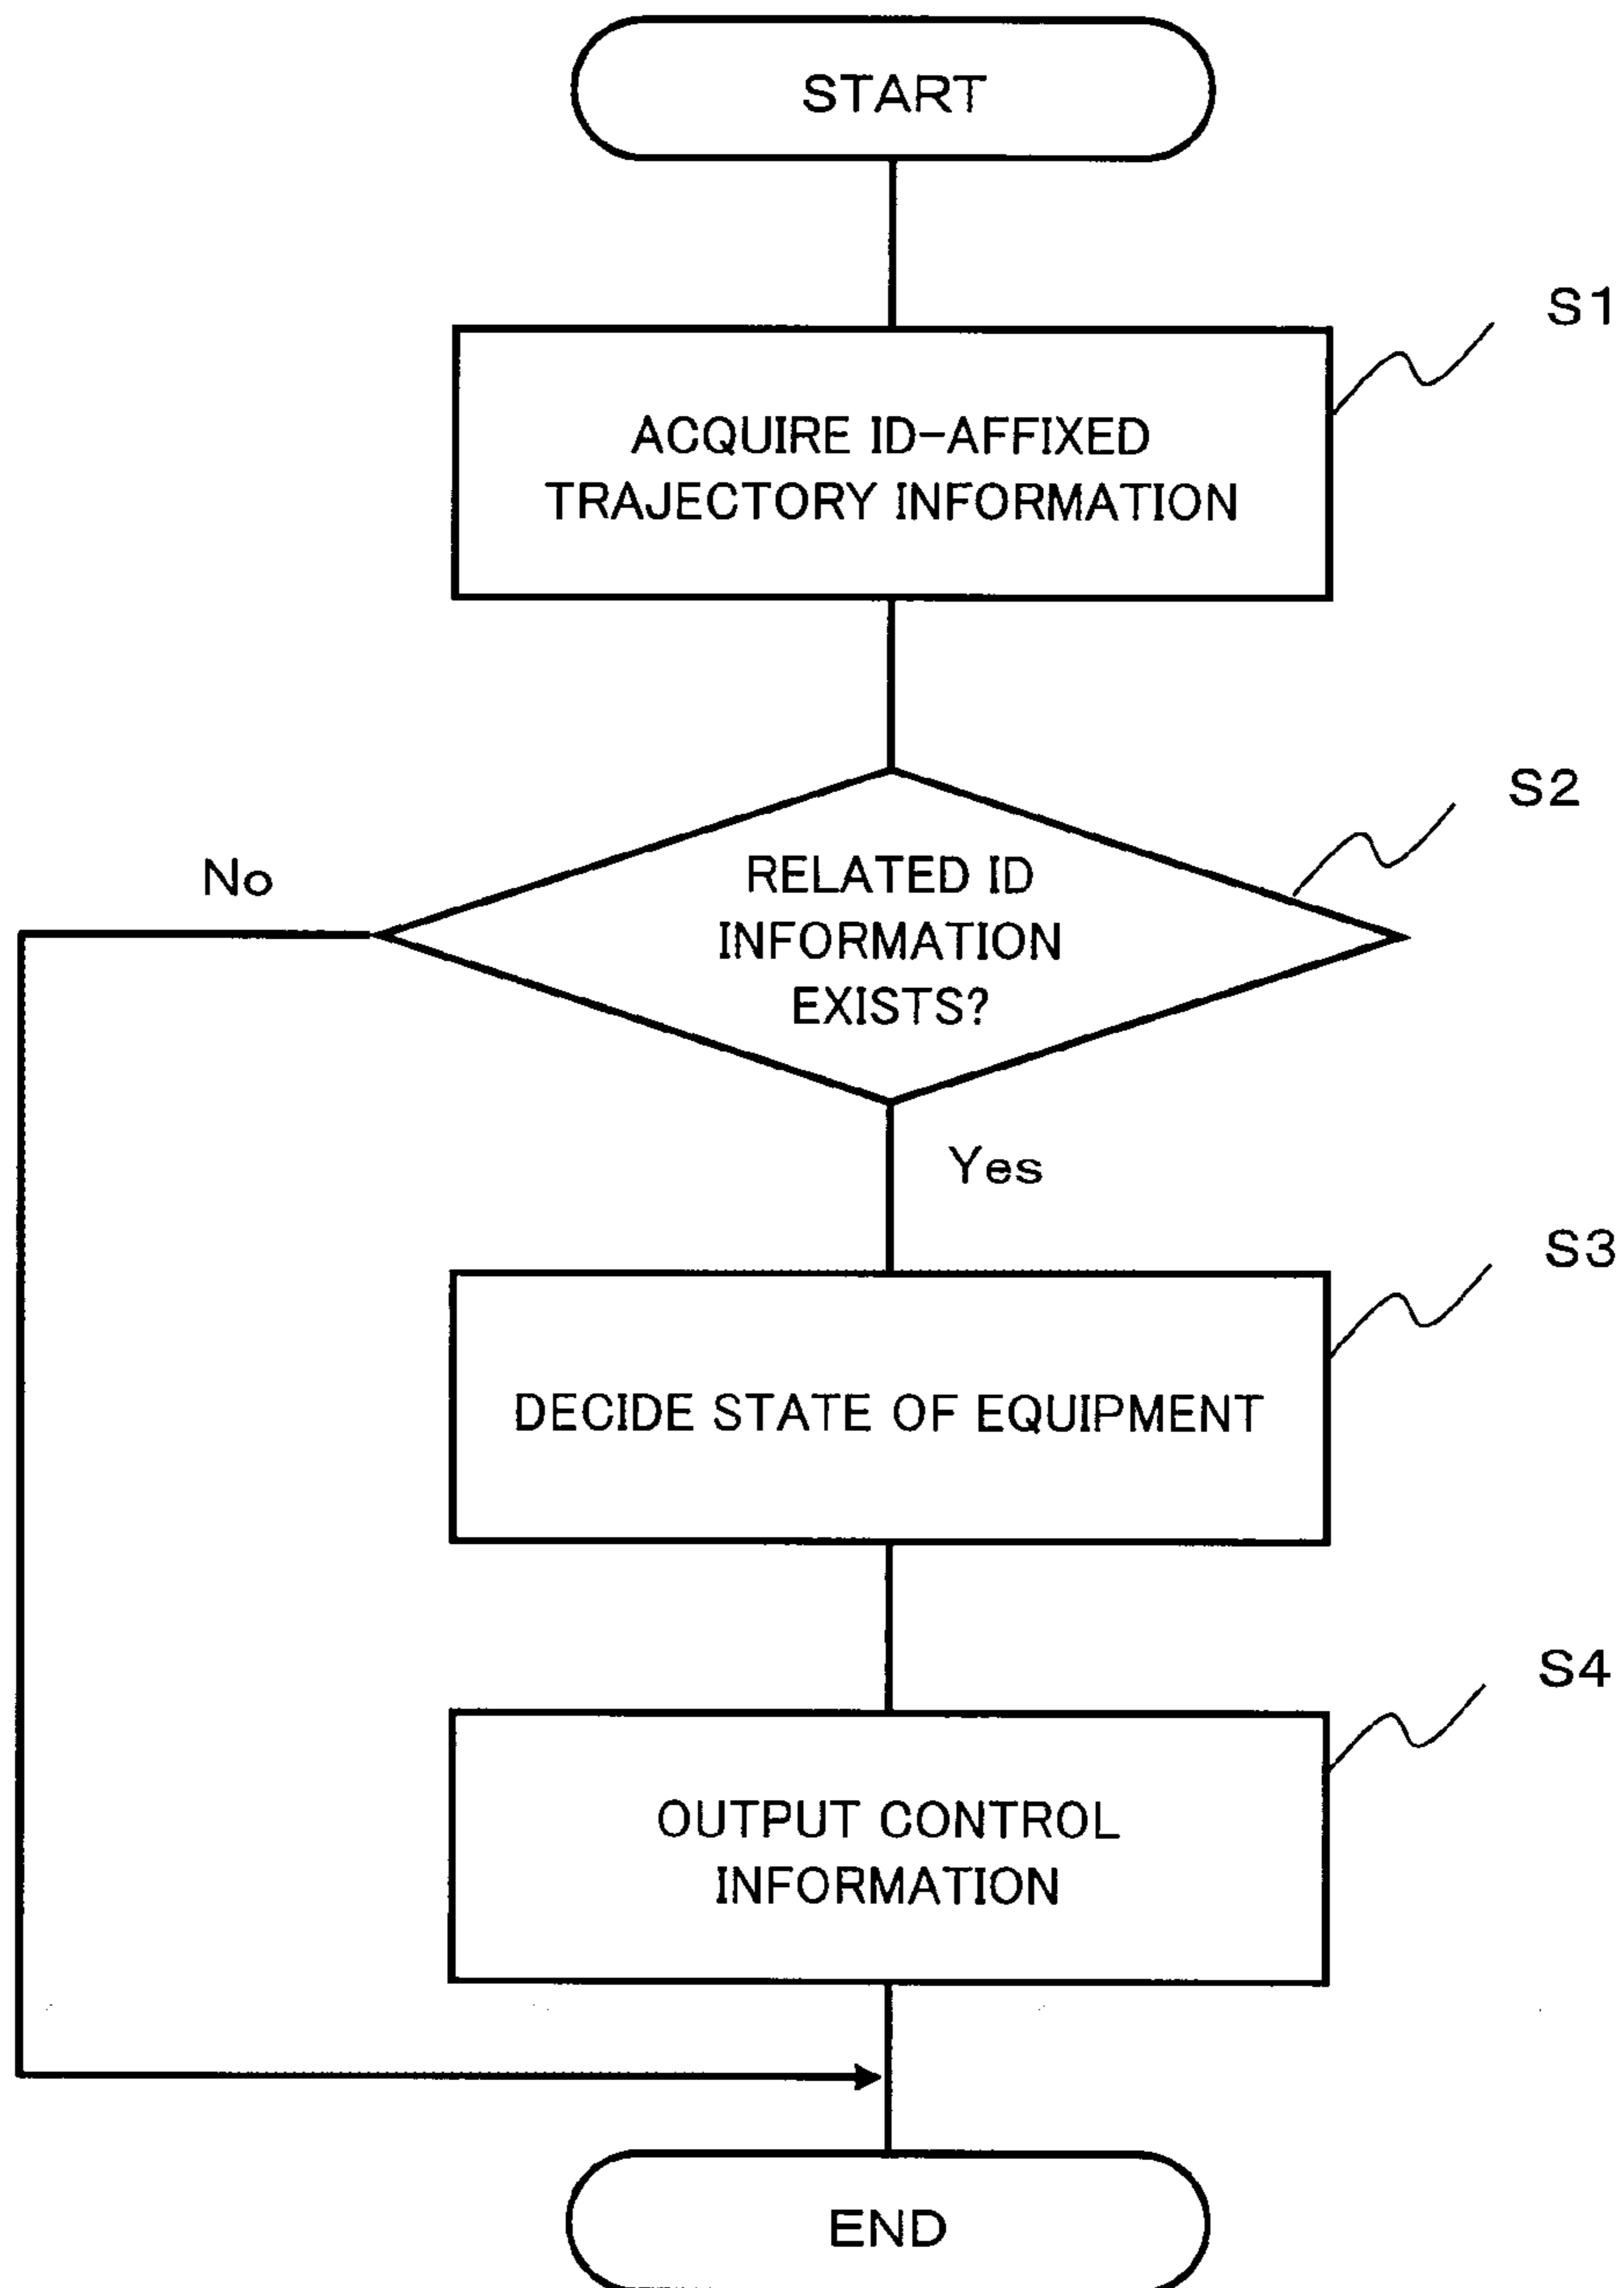 START
S1
ACQUIRE ID-AFFIXED
TRAJECTORY INFORMATION
S2
No
RELATED ID
INFORMATION
EXISTS?
Yes
S3
DECIDE STATE OF EQUIPMENT
S4
OUTPUT CONTROL
INFORMATION
END